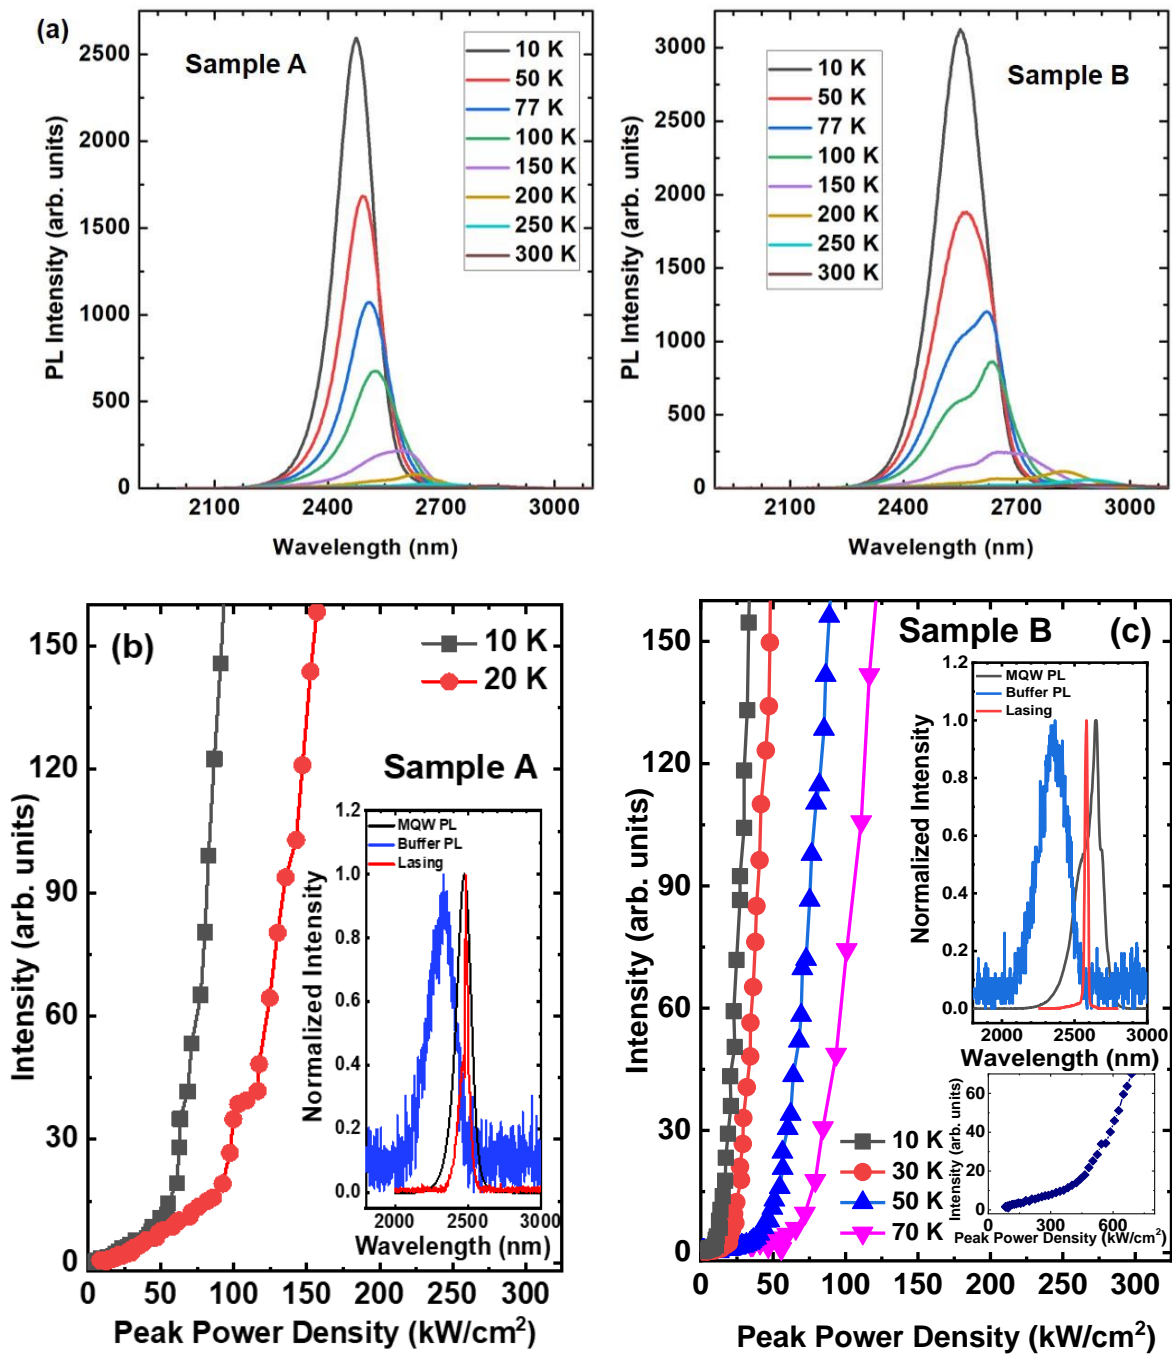 (a)
Sample A
10 K
50 K
77 K
100 K
150 K
200 K
250 K
300 K
PL Intensity (arb. units)
2500
2000
1500
1000
500
0
2100 2400 2700 3000
Wavelength (nm)
Sample B
10 K
50 K
77 K
100 K
150 K
200 K
250 K
300 K
PL Intensity (arb. units)
3000
2500
2000
1500
1000
500
0
2100 2400 2700 3000
Wavelength (nm)
(b)
10 K
20 K
Sample A
Intensity (arb. units)
150
120
90
60
30
0
0 50 100 150 200 250 300
Peak Power Density (kW/cm²)
MQW PL
Buffer PL
Lasing
Normalized Intensity
1.2
1.0
0.8
0.6
0.4
0.2
0.0
2000 2500 3000
Wavelength (nm)
Sample B
(c)
Intensity (arb. units)
150
120
90
60
30
0
0 50 100 150 200 250 300
Peak Power Density (kW/cm²)
10 K
30 K
50 K
70 K
MQW PL
Buffer PL
Lasing
Normalized Intensity
1.2
1.0
0.8
0.6
0.4
0.2
0.0
2000 2500 3000
Wavelength (nm)
Intensity (arb. units)
60
40
20
0
0 300 600
Peak Power Density (kW/cm²)